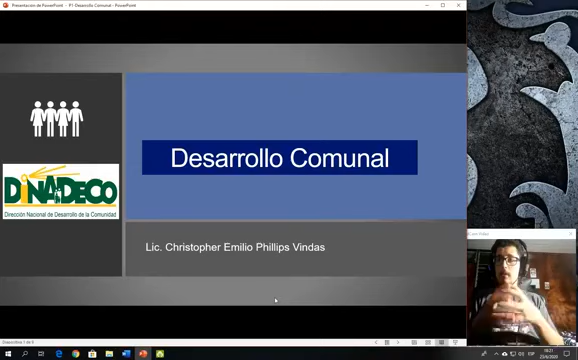 Presentación de PowerPoint - P1-Desarrollo Comunal - PowerPoint
Desarrollo Comunal
DINADECO
Dirección Nacional de Desarrollo de la Comunidad
Lic. Christopher Emilio Phillips Vindas
Diapositiva 1 de 6
ESP